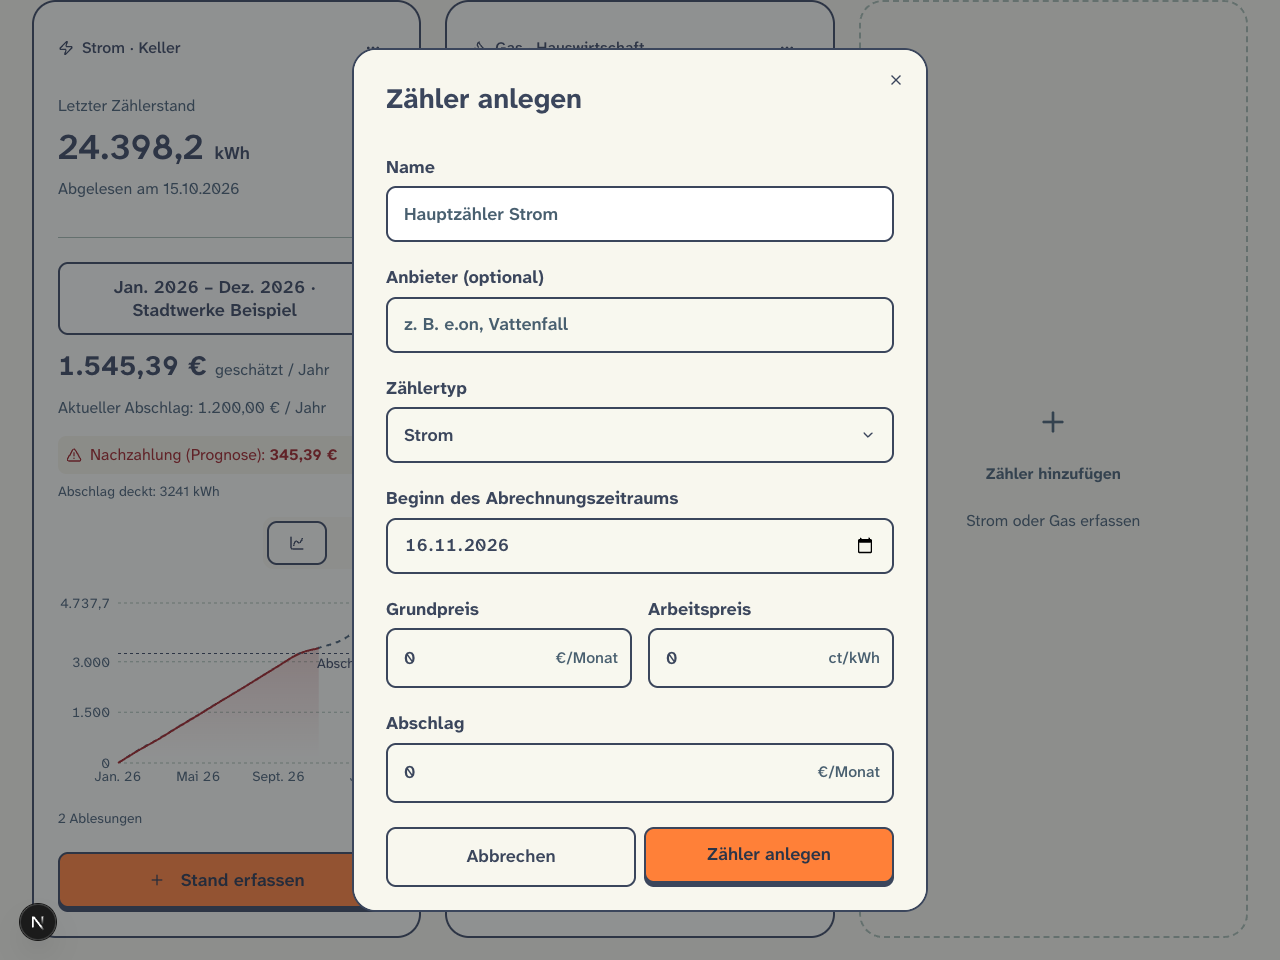 Strom · Keller
...
Gas · Hauswirtschaft
...
Letzter Zählerstand
24.398,2 kWh
Abgelesen am 15.10.2026
Jan. 2026 – Dez. 2026 ·
Stadtwerke Beispiel
1.545,39 € geschätzt / Jahr
Aktueller Abschlag: 1.200,00 € / Jahr
Nachzahlung (Prognose): 345,39 €
Abschlag deckt: 3241 kWh
4.737,7
3.000
Absch
1.500
0
Jan. 26 Mai 26 Sept. 26
2 Ablesungen
+ Stand erfassen
N
Zähler anlegen
×
Name
Hauptzähler Strom
Anbieter (optional)
z. B. e.on, Vattenfall
Zählertyp
Strom
Beginn des Abrechnungszeitraums
16.11.2026
Grundpreis Arbeitspreis
0 €/Monat 0 ct/kWh
Abschlag
0 €/Monat
Abbrechen Zähler anlegen
+
Zähler hinzufügen
Strom oder Gas erfassen